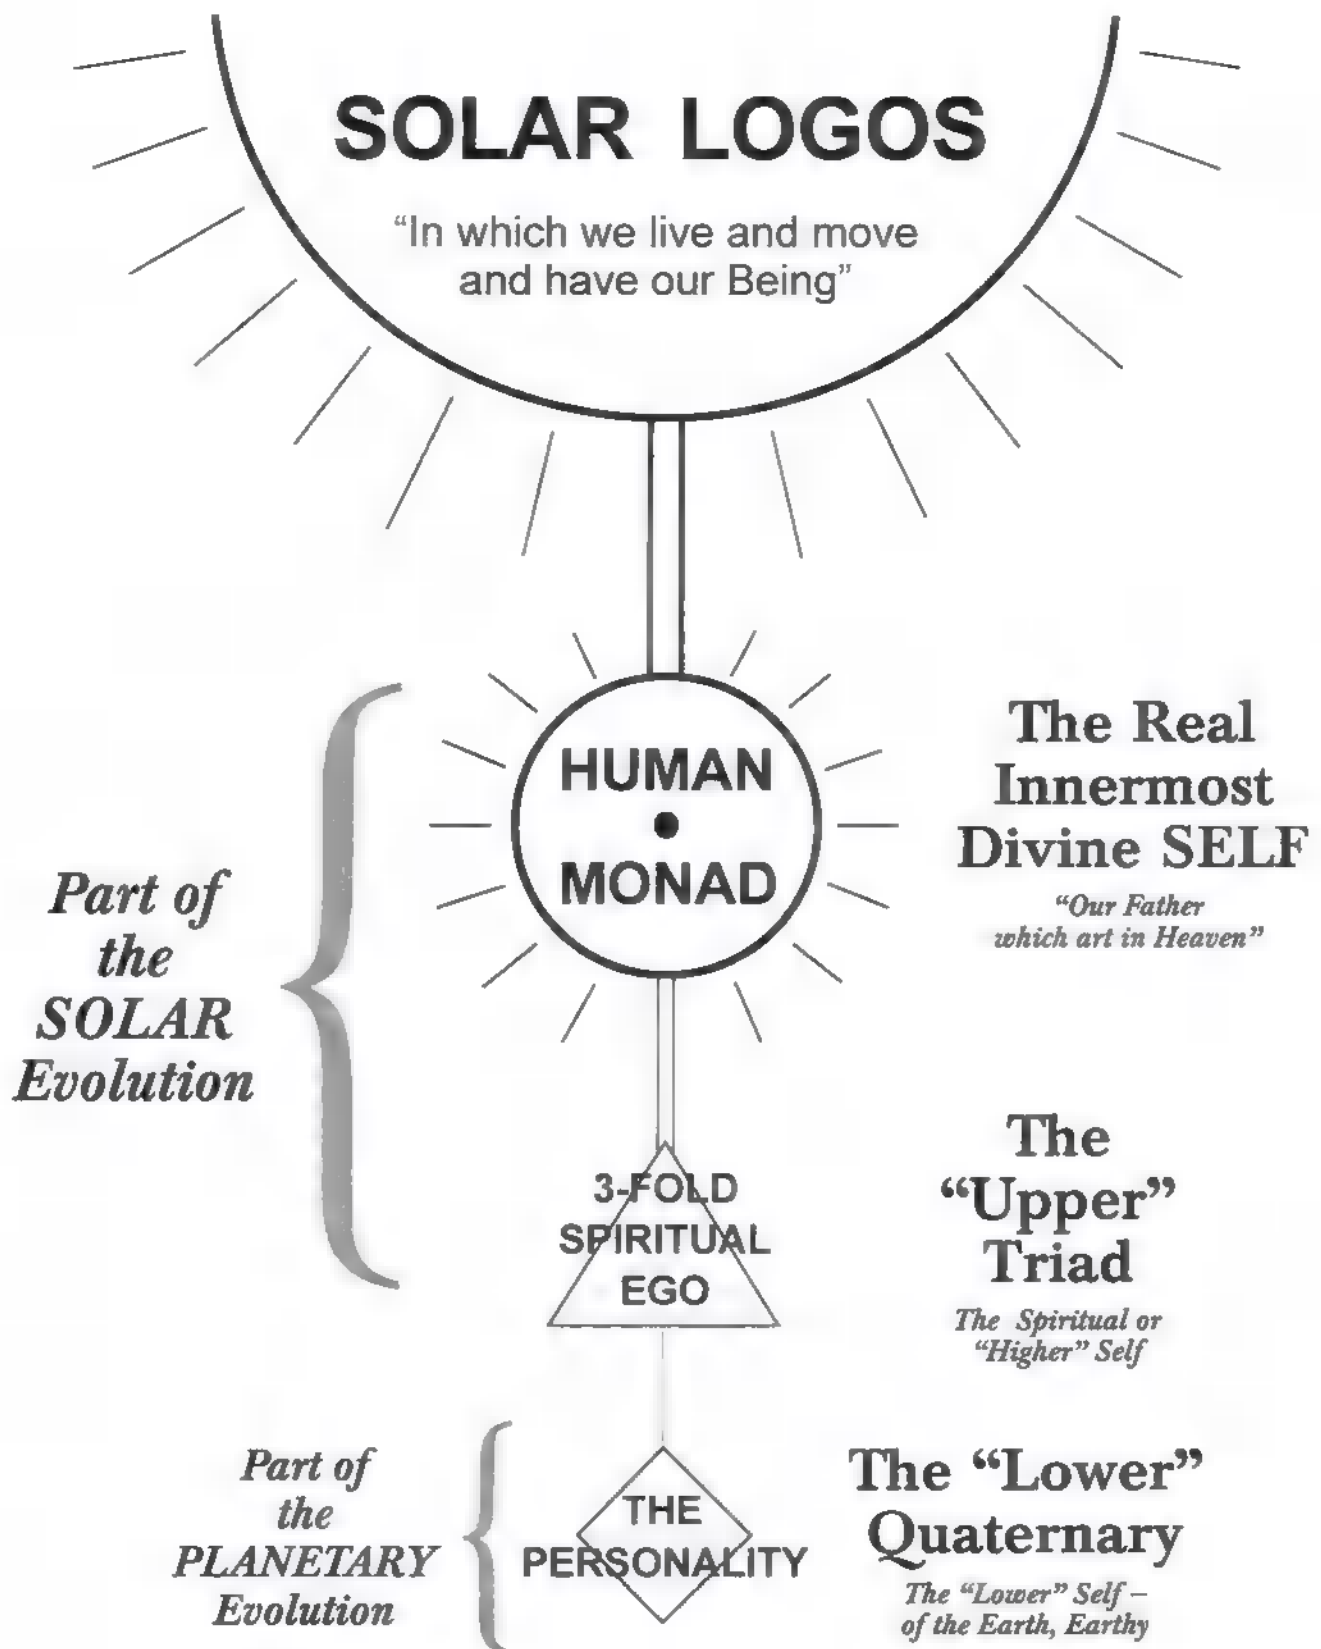 SOLAR LOGOS
“In which we live and move
and have our Being”
HUMAN
MONAD
The Real
Innermost
Divine SELF
“Our Father
which art in Heaven”
Part of
the
SOLAR
Evolution
3-FOLD
SPIRITUAL
EGO
The
“Upper”
Triad
The Spiritual or
“Higher” Self
Part of
the
PLANETARY
Evolution
THE
PERSONALITY
The “Lower”
Quaternary
The “Lower” Self –
of the Earth, Earthy